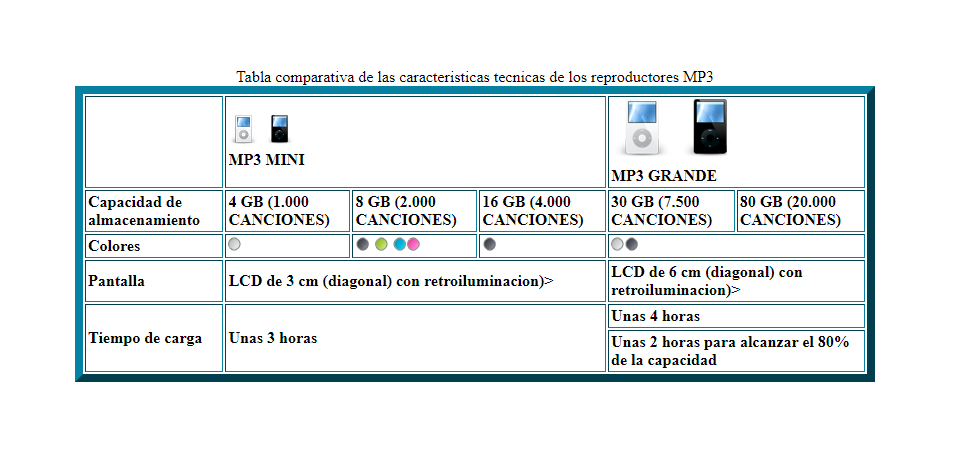 Tabla comparativa de las caracteristicas tecnicas de los reproductores MP3
MP3 MINI
MP3 GRANDE
Capacidad de
almacenamiento
4 GB (1.000
CANCIONES)
8 GB (2.000
CANCIONES)
16 GB (4.000
CANCIONES)
30 GB (7.500
CANCIONES)
80 GB (20.000
CANCIONES)
Colores
Pantalla
LCD de 3 cm (diagonal) con retroiluminacion)>
LCD de 6 cm (diagonal) con
retroiluminacion)>
Tiempo de carga
Unas 3 horas
Unas 4 horas
Unas 2 horas para alcanzar el 80%
de la capacidad